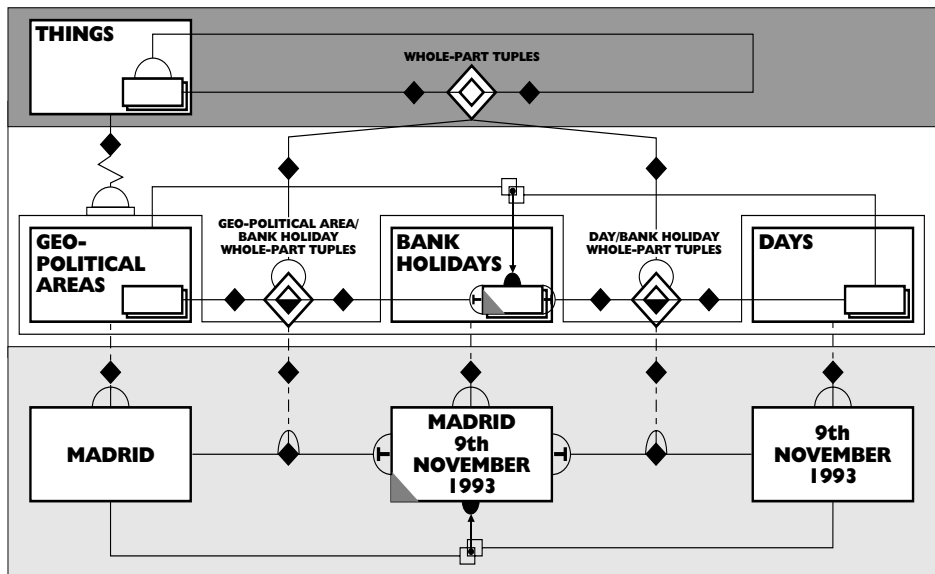 THINGS
WHOLE-PART TUPLES
GEO-
POLITICAL
AREAS
GEO-POLITICAL AREA/
BANK HOLIDAY
WHOLE-PART TUPLES
BANK
HOLIDAYS
DAY/BANK HOLIDAY
WHOLE-PART TUPLES
DAYS
MADRID
MADRID
9th
NOVEMBER
1993
9th
NOVEMBER
1993